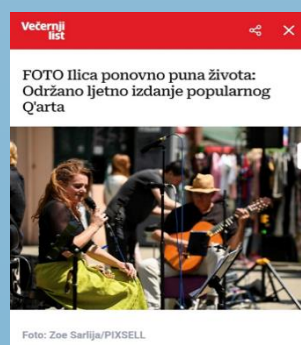 Večernji
list
FOTO Ilica ponovno puna života:
Održano ljetno izdanje popularnog
Q'arta
Foto: Zoe Sarlija/PIXSELL